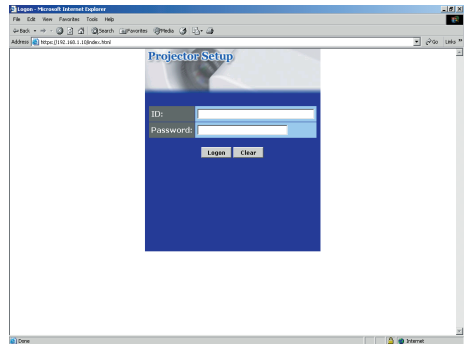 Logon - Microsoft Internet Explorer
File Edit View Favorites Tools Help
Back Search Favorites Media
Address https://192.168.1.10/index.html Go Links »
Projector Setup
ID:
Password:
Logon Clear
Done Internet